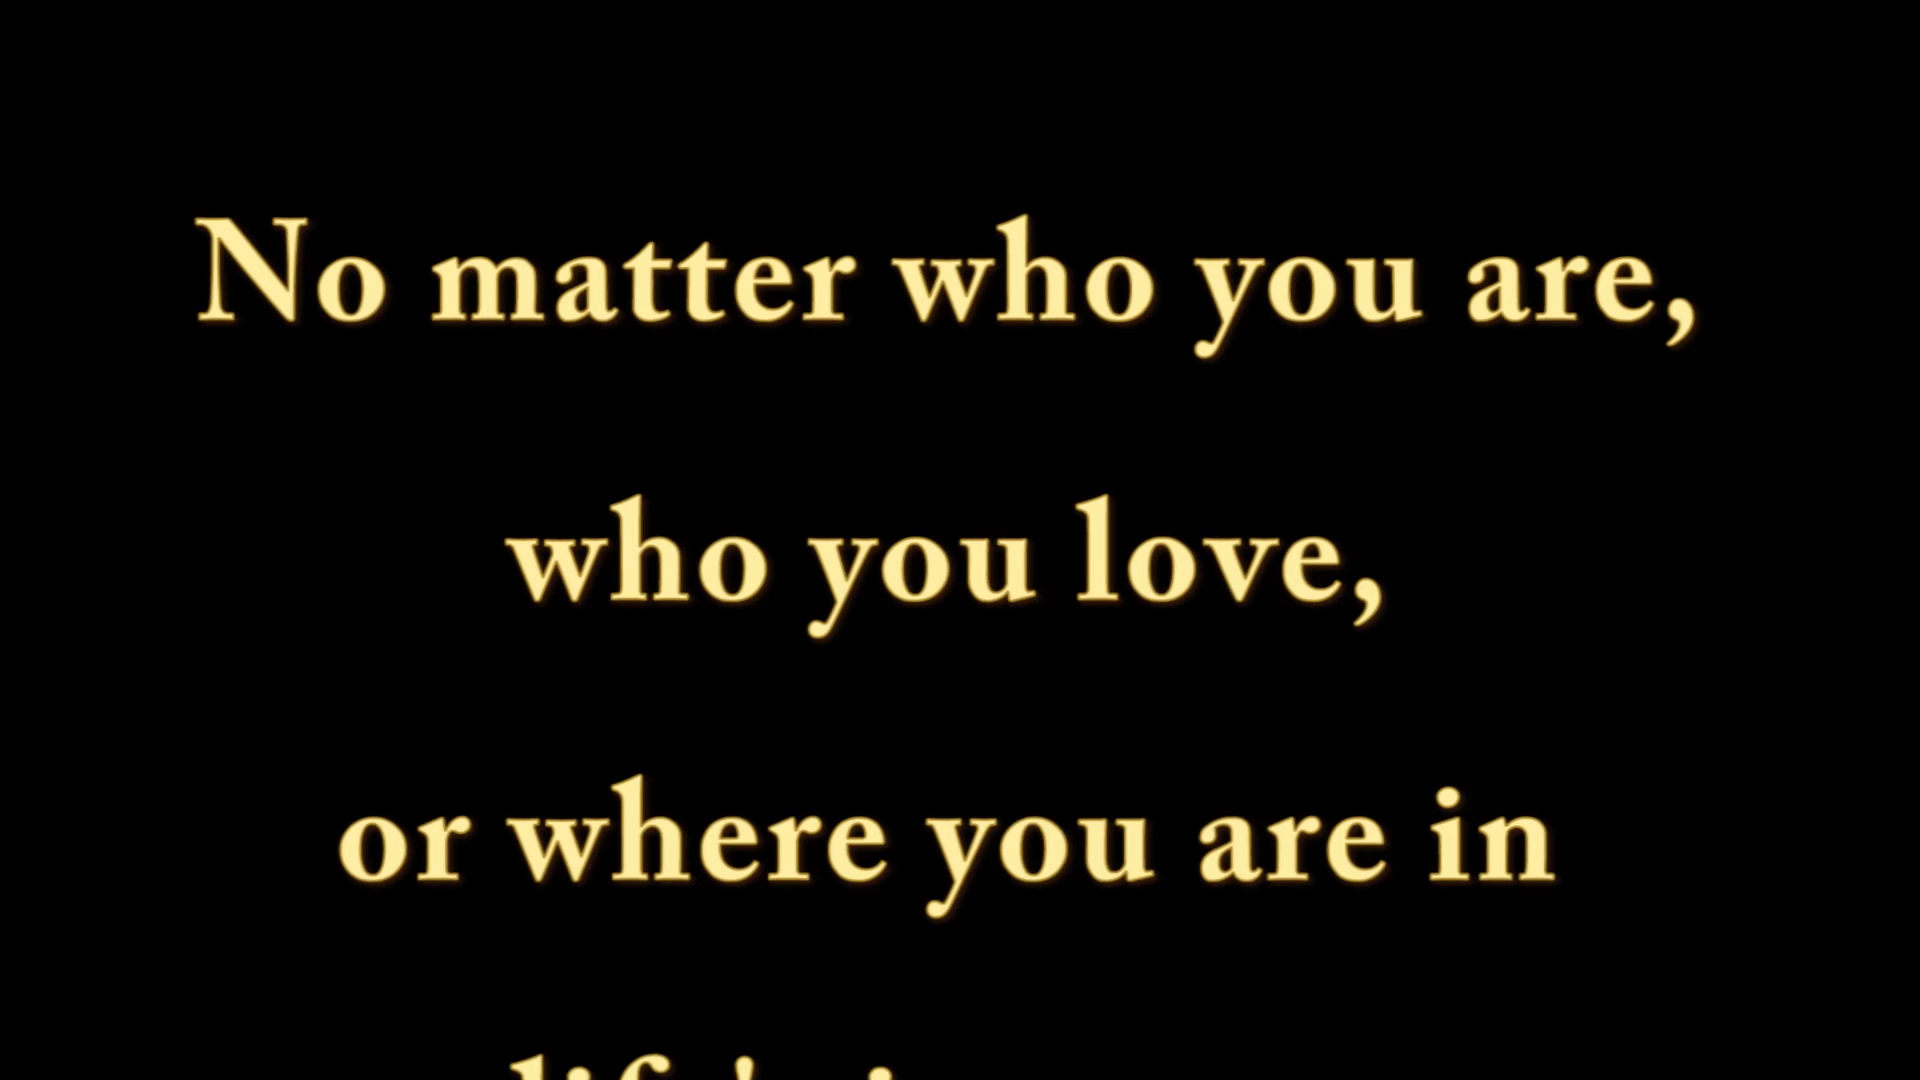 No matter who you are,
who you love,
or where you are in